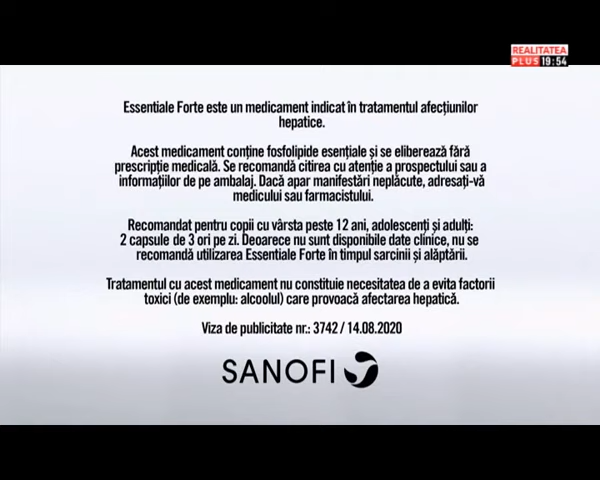 REALITATEA
PLUS 19:54
Essentiale Forte este un medicament indicat în tratamentul afecțiunilor
hepatice.
Acest medicament conține fosfolipide esențiale și se eliberează fără
prescripție medicală. Se recomandă citirea cu atenție a prospectului sau a
informațiilor de pe ambalaj. Dacă apar manifestări neplăcute, adresați-vă
medicului sau farmacistului.
Recomandat pentru copii cu vârsta peste 12 ani, adolescenți și adulți:
2 capsule de 3 ori pe zi. Deoarece nu sunt disponibile date clinice, nu se
recomandă utilizarea Essentiale Forte în timpul sarcinii și alăptării.
Tratamentul cu acest medicament nu constituie necesitatea de a evita factorii
toxici (de exemplu: alcoolul) care provoacă afectarea hepatică.
Viza de publicitate nr.: 3742 / 14.08.2020
SANOFI